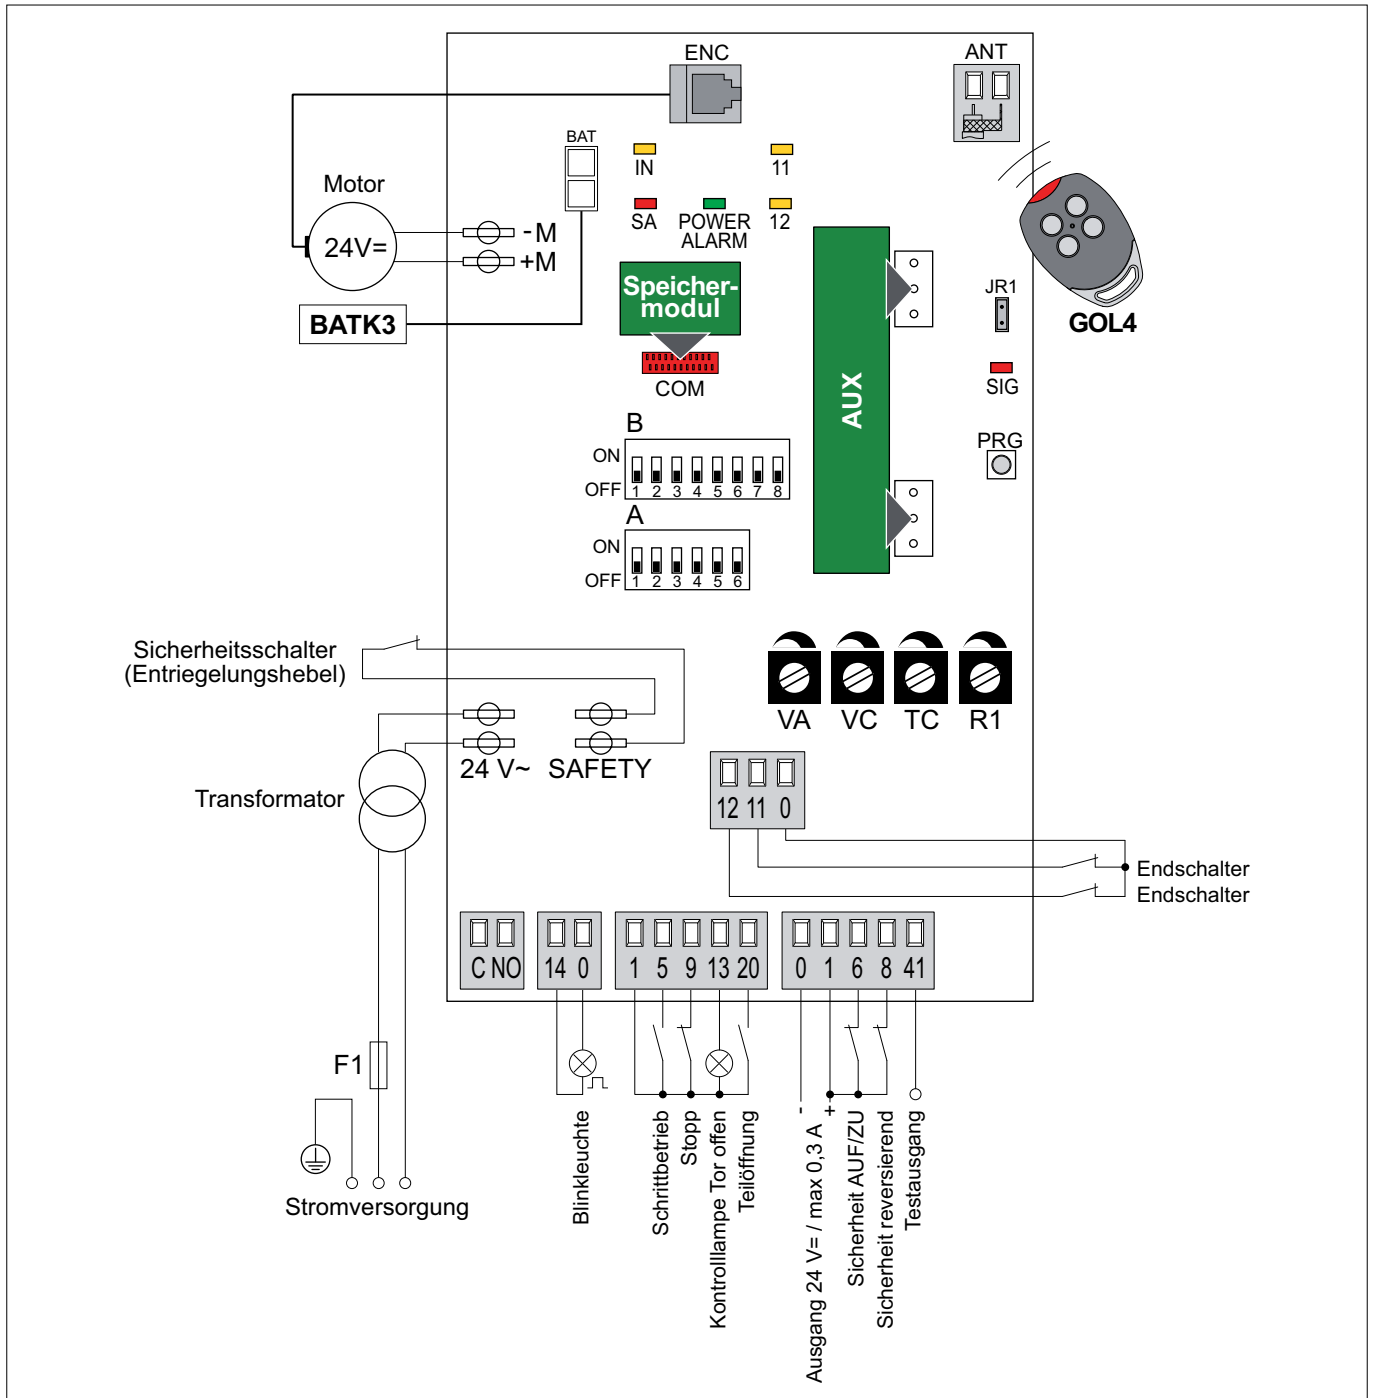 ENC
ANT
BAT
IN
11
Motor
SA
POWER
ALARM
12
24V=
-M
+M
Speicher-
modul
JR1
BATK3
GOL4
COM
AUX
SIG
B
PRG
ON
OFF
1 2 3 4 5 6 7 8
A
ON
OFF
1 2 3 4 5 6
Sicherheitsschalter
(Entriegelungshebel)
VA VC TC R1
24 V~ SAFETY
Transformator
12 11 0
Endschalter
Endschalter
C NO
14 0
1 5 9 13 20
0 1 6 8 41
F1
- +
Blinkleuchte
Schrittbetrieb
Stopp
Kontrolllampe Tor offen
Teilöffnung
Ausgang 24 V= / max 0,3 A
Sicherheit AUF/ZU
Sicherheit reversierend
Testausgang
Stromversorgung